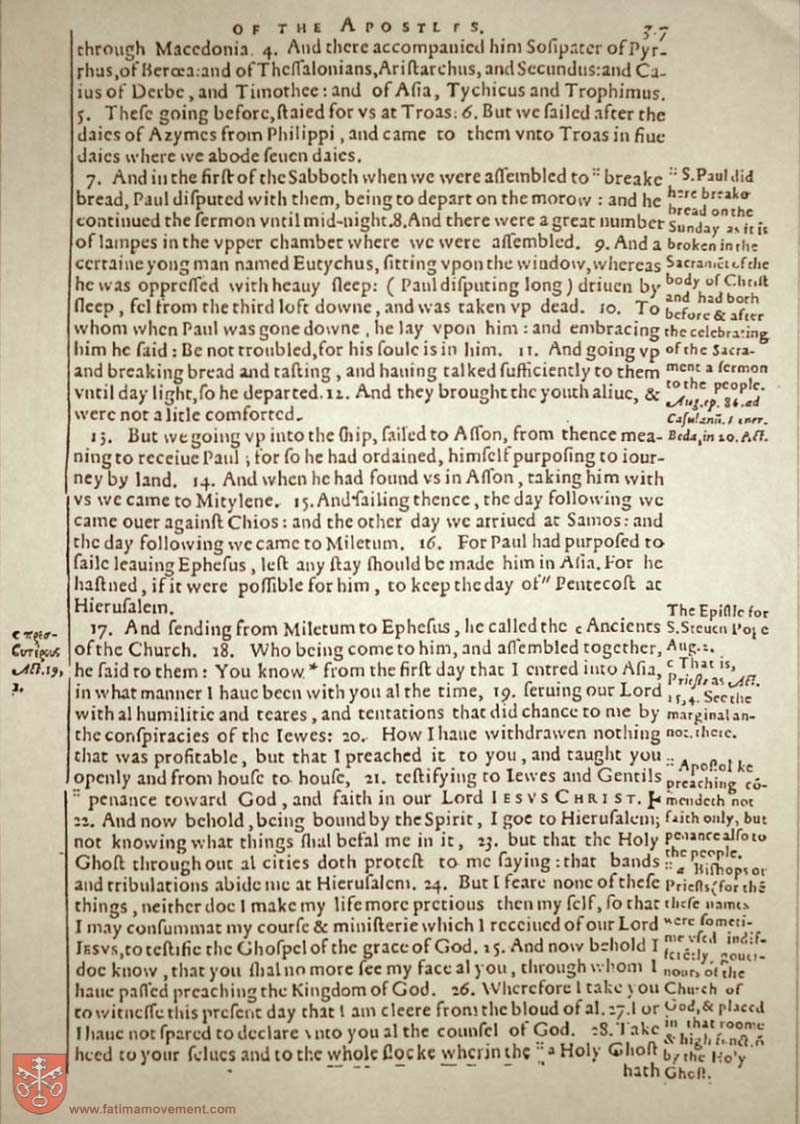 OF THE APOSTLES. 37
through Macedonia. 4. And there accompanied him Soſipater of Pyr-
rhus, of Berœa: and of Theſſalonians, Ariſtarchus, and Secundus: and Ca-
ius of Derbe, and Timothee: and of Aſia, Tychicus and Trophimus.
5. Theſe going before, ſtaied for vs at Troas: 6. But we ſailed after the
daies of Azymes from Philippi, and came to them vnto Troas in fiue
daies where we abode ſeuen daies.
7. And in the firſt of the Sabboth when we were aſſembled to :: breake
bread, Paul diſputed with them, being to depart on the morow: and he
continued the ſermon vntil mid-night. 8. And there were a great number
of lampes in the vpper chamber where we were aſſembled. 9. And a
certaine yong man named Eutychus, ſitting vpon the window, whereas
he was oppreſſed with heauy ſleep: (Paul diſputing long) driuen by
ſleep, fel from the third loft downe, and was taken vp dead. 10. To
whom when Paul was gone downe, he lay vpon him: and embracing
him he ſaid: Be not troubled, for his ſoule is in him. 11. And going vp
and breaking bread and taſting, and hauing talked ſufficiently to them
vntil day light, ſo he departed. 12. And they brought the youth aliue, &
were not a litle comforted.
:: S. Paul did
here breake
bread on the
Sunday as it is
broken in the
Sacramēt of the
body of Chriſt
and had both
before & after
the celebrating
of the Sacra-
ment a ſermon
to the people.
Aug. ep. 86. ad
Caſulanū.
Beda, in 20. Act.
13. But we going vp into the ſhip, ſailed to Aſſon, from thence mea-
ning to receiue Paul; for ſo he had ordained, himſelf purpoſing to iour-
ney by land. 14. And when he had found vs in Aſſon, taking him with
vs we came to Mitylene. 15. And ſailing thence, the day following we
came ouer againſt Chios: and the other day we arriued at Samos: and
the day following we came to Miletum. 16. For Paul had purpoſed to
ſaile leauing Epheſus, leſt any ſtay ſhould be made him in Aſia. For he
haſtned, if it were poſſible for him, to keep the day of " Pentecoſt at
Hieruſalem.
17. And ſending from Miletum to Epheſus, he called the c Ancients
of the Church. 18. Who being come to him, and aſſembled together,
he ſaid to them: You know * from the firſt day that I entred into Aſia,
in what manner I haue been with you al the time, 19. ſeruing our Lord
with al humilitie and teares, and tentations that did chance to me by
the conſpiracies of the Iewes: 20. How I haue withdrawen nothing
that was profitable, but that I preached it to you, and taught you
openly and from houſe to houſe, 21. teſtifying to Iewes and Gentils
:: penance toward God, and faith in our Lord IESVS CHRIST.
22. And now behold, being bound by the Spirit, I goe to Hieruſalem;
not knowing what things ſhal befal me in it, 23. but that the Holy
Ghoſt throughout al cities doth proteſt to me ſaying: that bands
and tribulations abide me at Hieruſalem. 24. But I feare none of theſe
things, neither doe I make my life more pretious then my ſelf, ſo that
I may conſummat my courſe & miniſterie which I receiued of our Lord
IESVS, to teſtifie the Ghoſpel of the grace of God. 25. And now behold I
doe know, that you ſhal no more ſee my face al you, through whom I
haue paſſed preaching the Kingdom of God. 26. Wherefore I take you
to witneſſe this preſent day that I am cleere from the bloud of al. 27. For
I haue not ſpared to declare vnto you al the counſel of God. 28. Take
heed to your ſelues and to the whole flocke wherin the :: a Holy Ghoſt
hath
c πρεσ-
βυτέρους
Act. 19,
1.
The Epiſtle for
S. Steuen Pope
Aug. 2.
c That is,
Prieſts as Act.
15, 4. See the
marginal an-
not. there.
:: Apoſtolike
preaching cō-
mendeth not
faith only, but
penance alſo to
the people.
:: a Biſhops or
Prieſts (for thē
theſe names
were ſometi-
me vſed indif-
feretly, gouer-
nours of the
Church of
God, & placed
in that roome
& high
by the Holy
Ghoſt.
www.fatimamovement.com